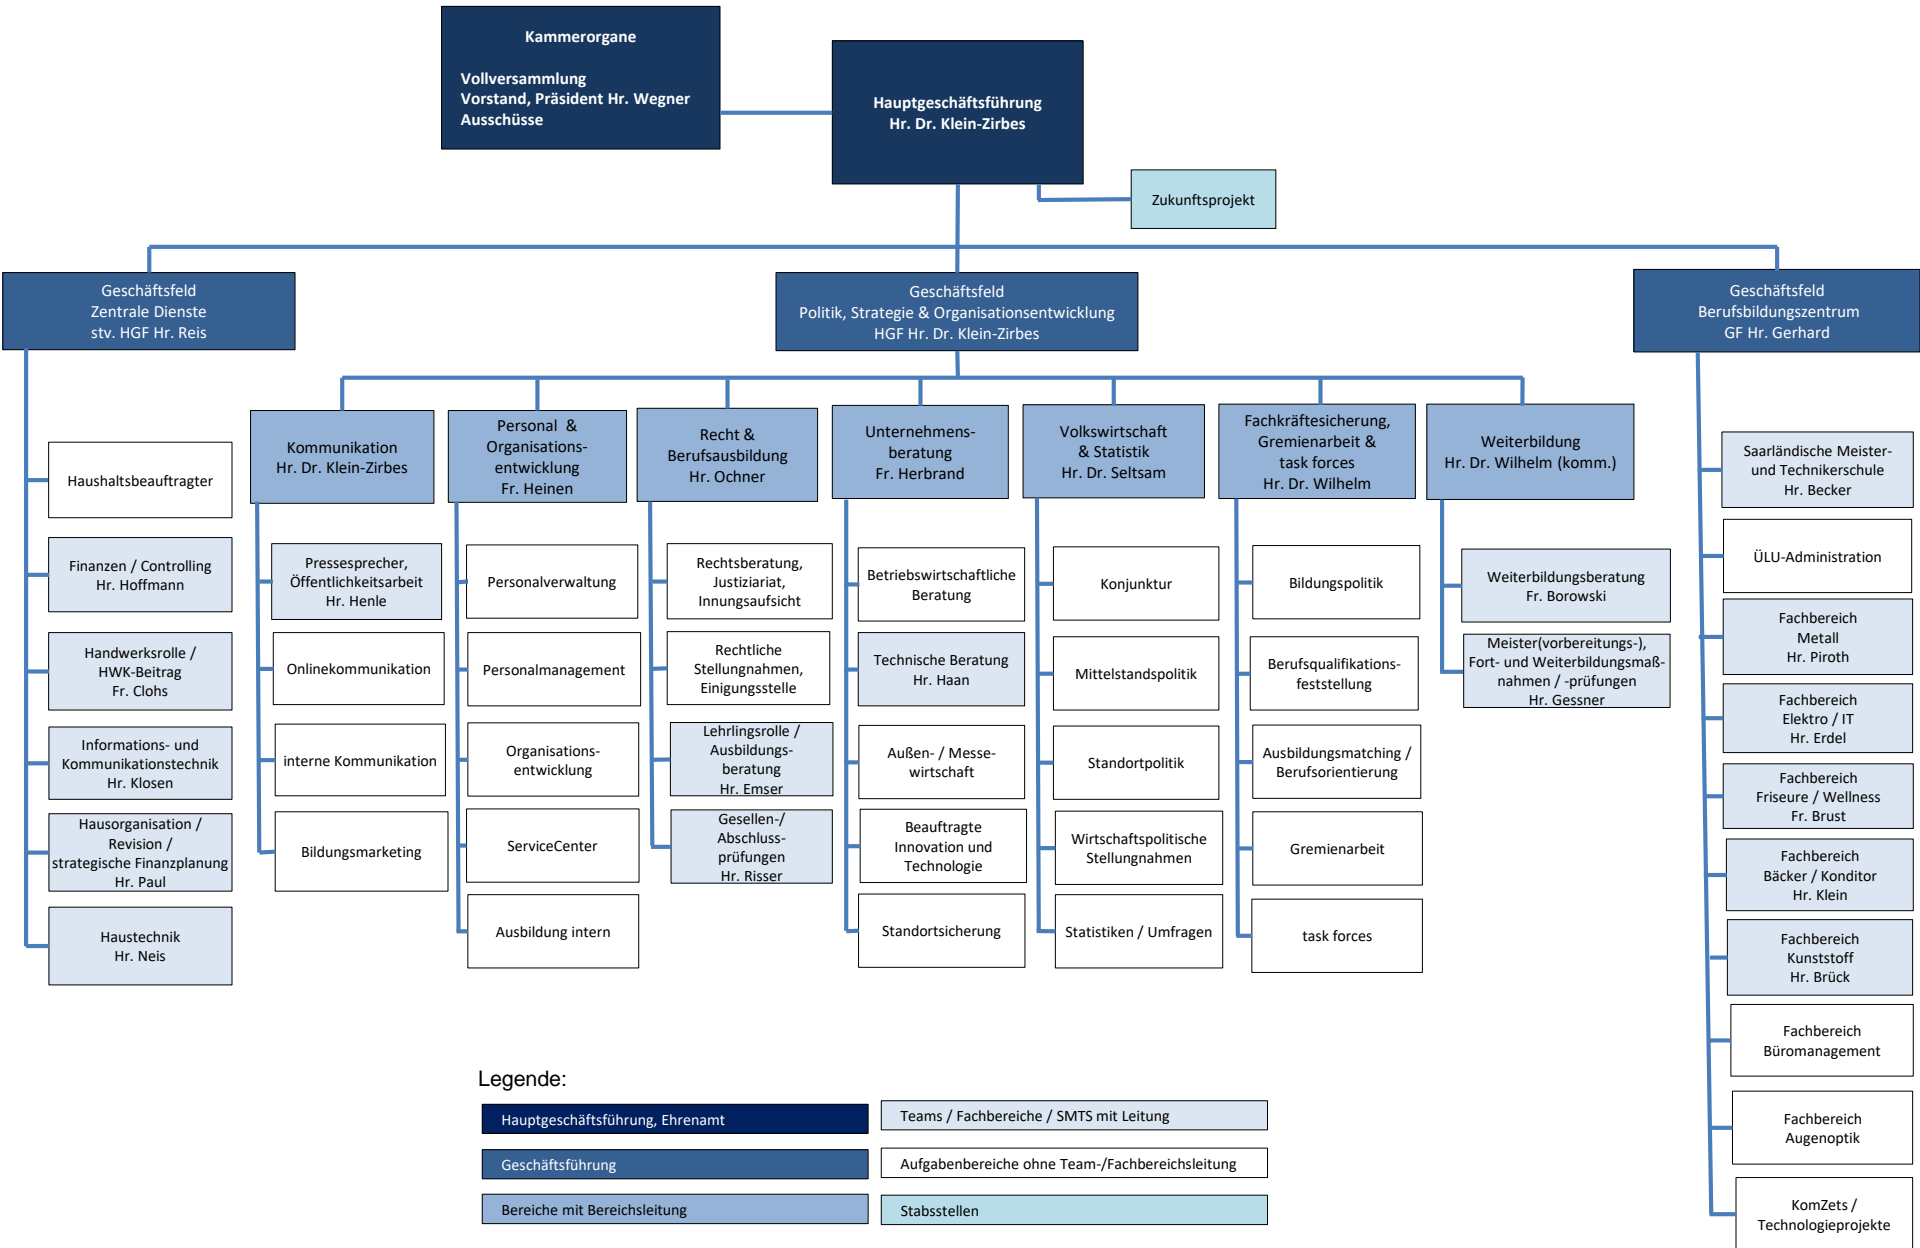 Kammerorgane
Vollversammlung
Vorstand, Präsident Hr. Wegner
Ausschüsse
Hauptgeschäftsführung
Hr. Dr. Klein-Zirbes
Zukunftsprojekt
Geschäftsfeld
Zentrale Dienste
stv. HGF Hr. Reis
Geschäftsfeld
Politik, Strategie & Organisationsentwicklung
HGF Hr. Dr. Klein-Zirbes
Geschäftsfeld
Berufsbildungszentrum
GF Hr. Gerhard
Haushaltsbeauftragter
Finanzen / Controlling
Hr. Hoffmann
Handwerksrolle /
HWK-Beitrag
Fr. Clohs
Informations- und
Kommunikationstechnik
Hr. Klosen
Hausorganisation /
Revision /
strategische Finanzplanung
Hr. Paul
Haustechnik
Hr. Neis
Kommunikation
Hr. Dr. Klein-Zirbes
Pressesprecher,
Öffentlichkeitsarbeit
Hr. Henle
Onlinekommunikation
interne Kommunikation
Bildungsmarketing
Personal &
Organisations-
entwicklung
Fr. Heinen
Personalverwaltung
Personalmanagement
Organisations-
entwicklung
ServiceCenter
Ausbildung intern
Recht &
Berufsausbildung
Hr. Ochner
Rechtsberatung,
Justiziariat,
Innungsaufsicht
Rechtliche
Stellungnahmen,
Einigungsstelle
Lehrlingsrolle /
Ausbildungs-
beratung
Hr. Emser
Gesellen-/
Abschluss-
prüfungen
Hr. Risser
Unternehmens-
beratung
Fr. Herbrand
Betriebswirtschaftliche
Beratung
Technische Beratung
Hr. Haan
Außen- / Messe-
wirtschaft
Beauftragte
Innovation und
Technologie
Standortsicherung
Volkswirtschaft
& Statistik
Hr. Dr. Seltsam
Konjunktur
Mittelstandspolitik
Standortpolitik
Wirtschaftspolitische
Stellungnahmen
Statistiken / Umfragen
Fachkräftesicherung,
Gremienarbeit &
task forces
Hr. Dr. Wilhelm
Bildungspolitik
Berufsqualifikations-
feststellung
Ausbildungsmatching /
Berufsorientierung
Gremienarbeit
task forces
Weiterbildung
Hr. Dr. Wilhelm (komm.)
Weiterbildungsberatung
Fr. Borowski
Meister(vorbereitungs-),
Fort- und Weiterbildungsmaß-
nahmen / -prüfungen
Hr. Gessner
Saarländische Meister-
und Technikerschule
Hr. Becker
ÜLU-Administration
Fachbereich
Metall
Hr. Piroth
Fachbereich
Elektro / IT
Hr. Erdel
Fachbereich
Friseure / Wellness
Fr. Brust
Fachbereich
Bäcker / Konditor
Hr. Klein
Fachbereich
Kunststoff
Hr. Brück
Fachbereich
Büromanagement
Fachbereich
Augenoptik
KomZets /
Technologieprojekte
Legende:
Hauptgeschäftsführung, Ehrenamt
Geschäftsführung
Bereiche mit Bereichsleitung
Teams / Fachbereiche / SMTS mit Leitung
Aufgabenbereiche ohne Team-/Fachbereichsleitung
Stabsstellen